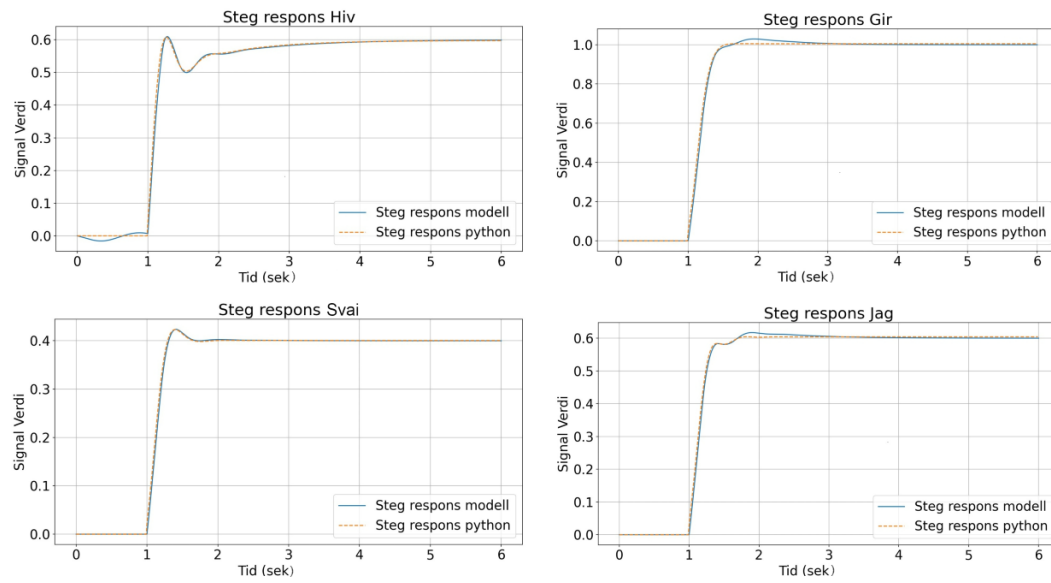 Steg respons Hiv
Signal Verdi
0.6
0.5
0.4
0.3
0.2
0.1
0.0
0 1 2 3 4 5 6
Tid (sek)
Steg respons modell
Steg respons python
Steg respons Gir
Signal Verdi
1.0
0.8
0.6
0.4
0.2
0.0
0 1 2 3 4 5 6
Tid (sek)
Steg respons modell
Steg respons python
Steg respons Svai
Signal Verdi
0.4
0.3
0.2
0.1
0.0
0 1 2 3 4 5 6
Tid (sek)
Steg respons modell
Steg respons python
Steg respons Jag
Signal Verdi
0.6
0.5
0.4
0.3
0.2
0.1
0.0
0 1 2 3 4 5 6
Tid (sek)
Steg respons modell
Steg respons python